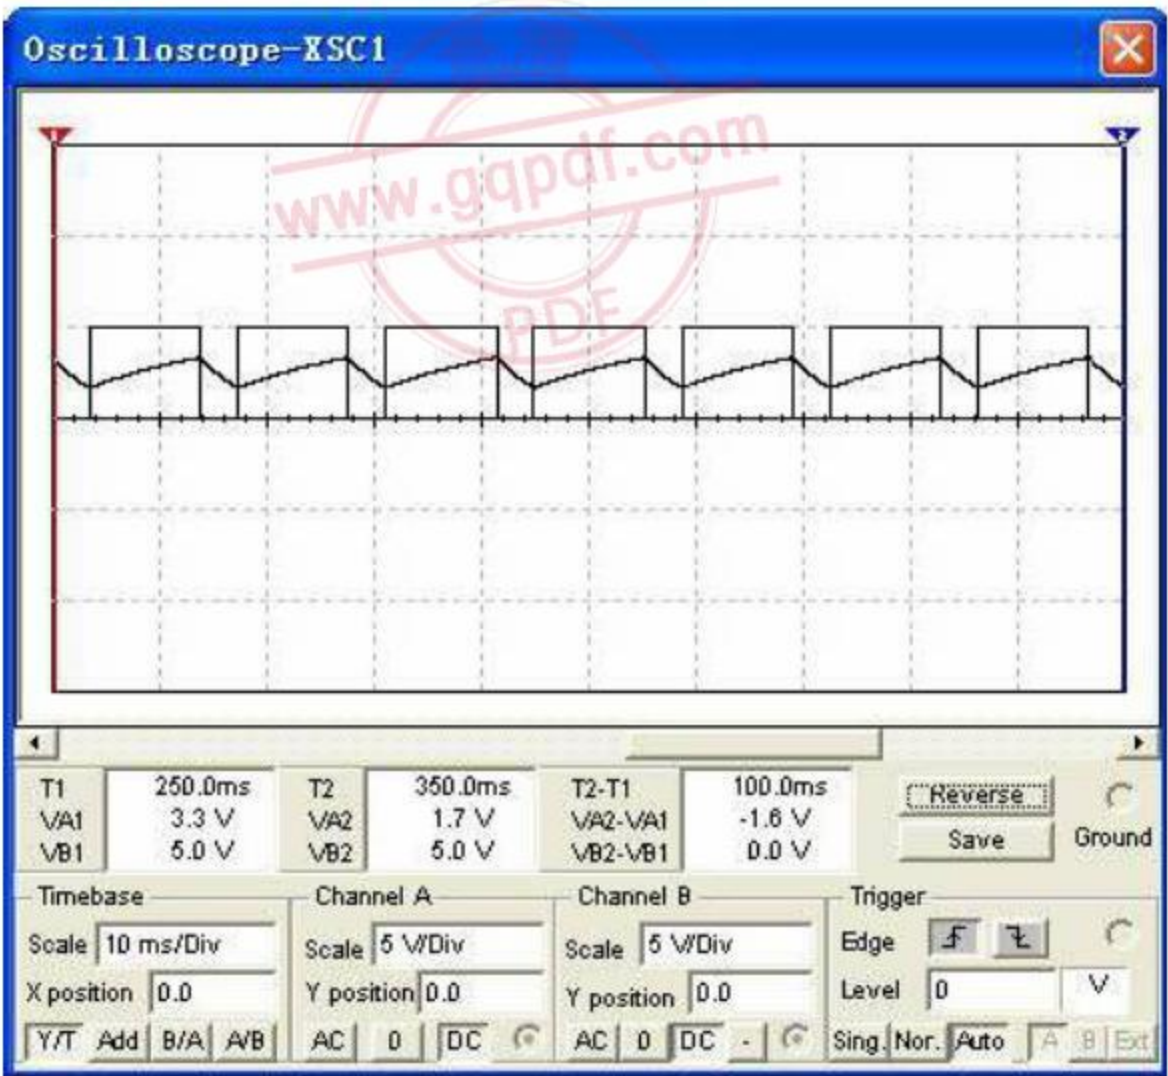 Oscilloscope-XSC1
1
2
www.gqpdf.com
PDF
T1 250.0ms T2 350.0ms T2-T1 100.0ms
VA1 3.3 V VA2 1.7 V VA2-VA1 -1.6 V
VB1 5.0 V VB2 5.0 V VB2-VB1 0.0 V
Reverse
Save
Ground
Timebase Channel A Channel B Trigger
Scale 10 ms/Div Scale 5 V/Div Scale 5 V/Div Edge
X position 0.0 Y position 0.0 Y position 0.0 Level 0 V
Y/T Add B/A A/B AC 0 DC AC 0 DC - Sing. Nor. Auto A B Ext